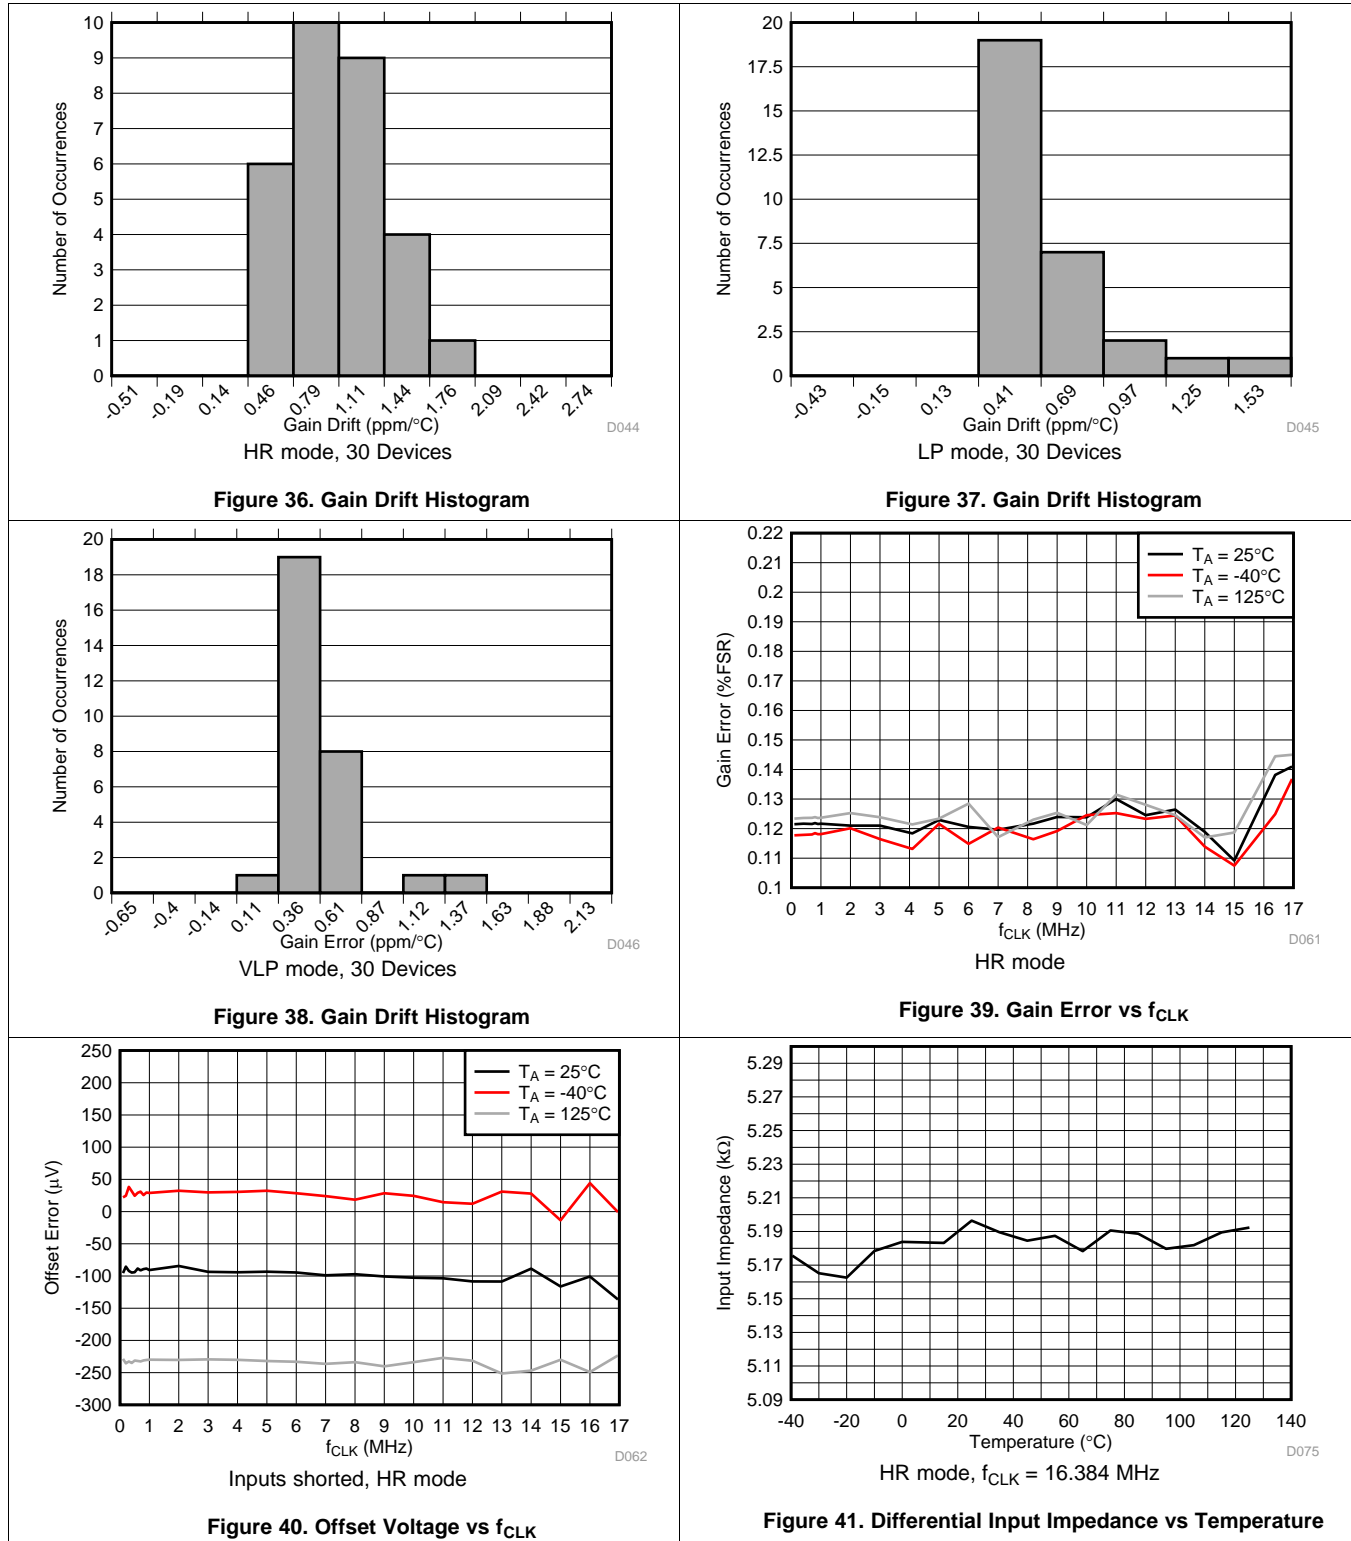 10
9
8
7
6
5
4
3
2
1
0
Number of Occurrences
-0.51 -0.19 0.14 0.46 0.79 1.11 1.44 1.76 2.09 2.42 2.74
Gain Drift (ppm/°C)
D044
HR mode, 30 Devices
Figure 36. Gain Drift Histogram
20
17.5
15
12.5
10
7.5
5
2.5
0
Number of Occurrences
-0.43 -0.15 0.13 0.41 0.69 0.97 1.25 1.53
Gain Drift (ppm/°C)
D045
LP mode, 30 Devices
Figure 37. Gain Drift Histogram
20
18
16
14
12
10
8
6
4
2
0
Number of Occurrences
-0.65 -0.4 -0.14 0.11 0.36 0.61 0.87 1.12 1.37 1.63 1.88 2.13
Gain Error (ppm/°C)
D046
VLP mode, 30 Devices
Figure 38. Gain Drift Histogram
0.22
0.21
0.2
0.19
0.18
0.17
0.16
0.15
0.14
0.13
0.12
0.11
0.1
Gain Error (%FSR)
TA = 25°C
TA = -40°C
TA = 125°C
0 1 2 3 4 5 6 7 8 9 10 11 12 13 14 15 16 17
fCLK (MHz)
D061
HR mode
Figure 39. Gain Error vs fCLK
250
200
150
100
50
0
-50
-100
-150
-200
-250
-300
Offset Error (µV)
TA = 25°C
TA = -40°C
TA = 125°C
0 1 2 3 4 5 6 7 8 9 10 11 12 13 14 15 16 17
fCLK (MHz)
D062
Inputs shorted, HR mode
Figure 40. Offset Voltage vs fCLK
5.29
5.27
5.25
5.23
5.21
5.19
5.17
5.15
5.13
5.11
5.09
Input Impedance (kΩ)
-40 -20 0 20 40 60 80 100 120 140
Temperature (°C)
D075
HR mode, fCLK = 16.384 MHz
Figure 41. Differential Input Impedance vs Temperature